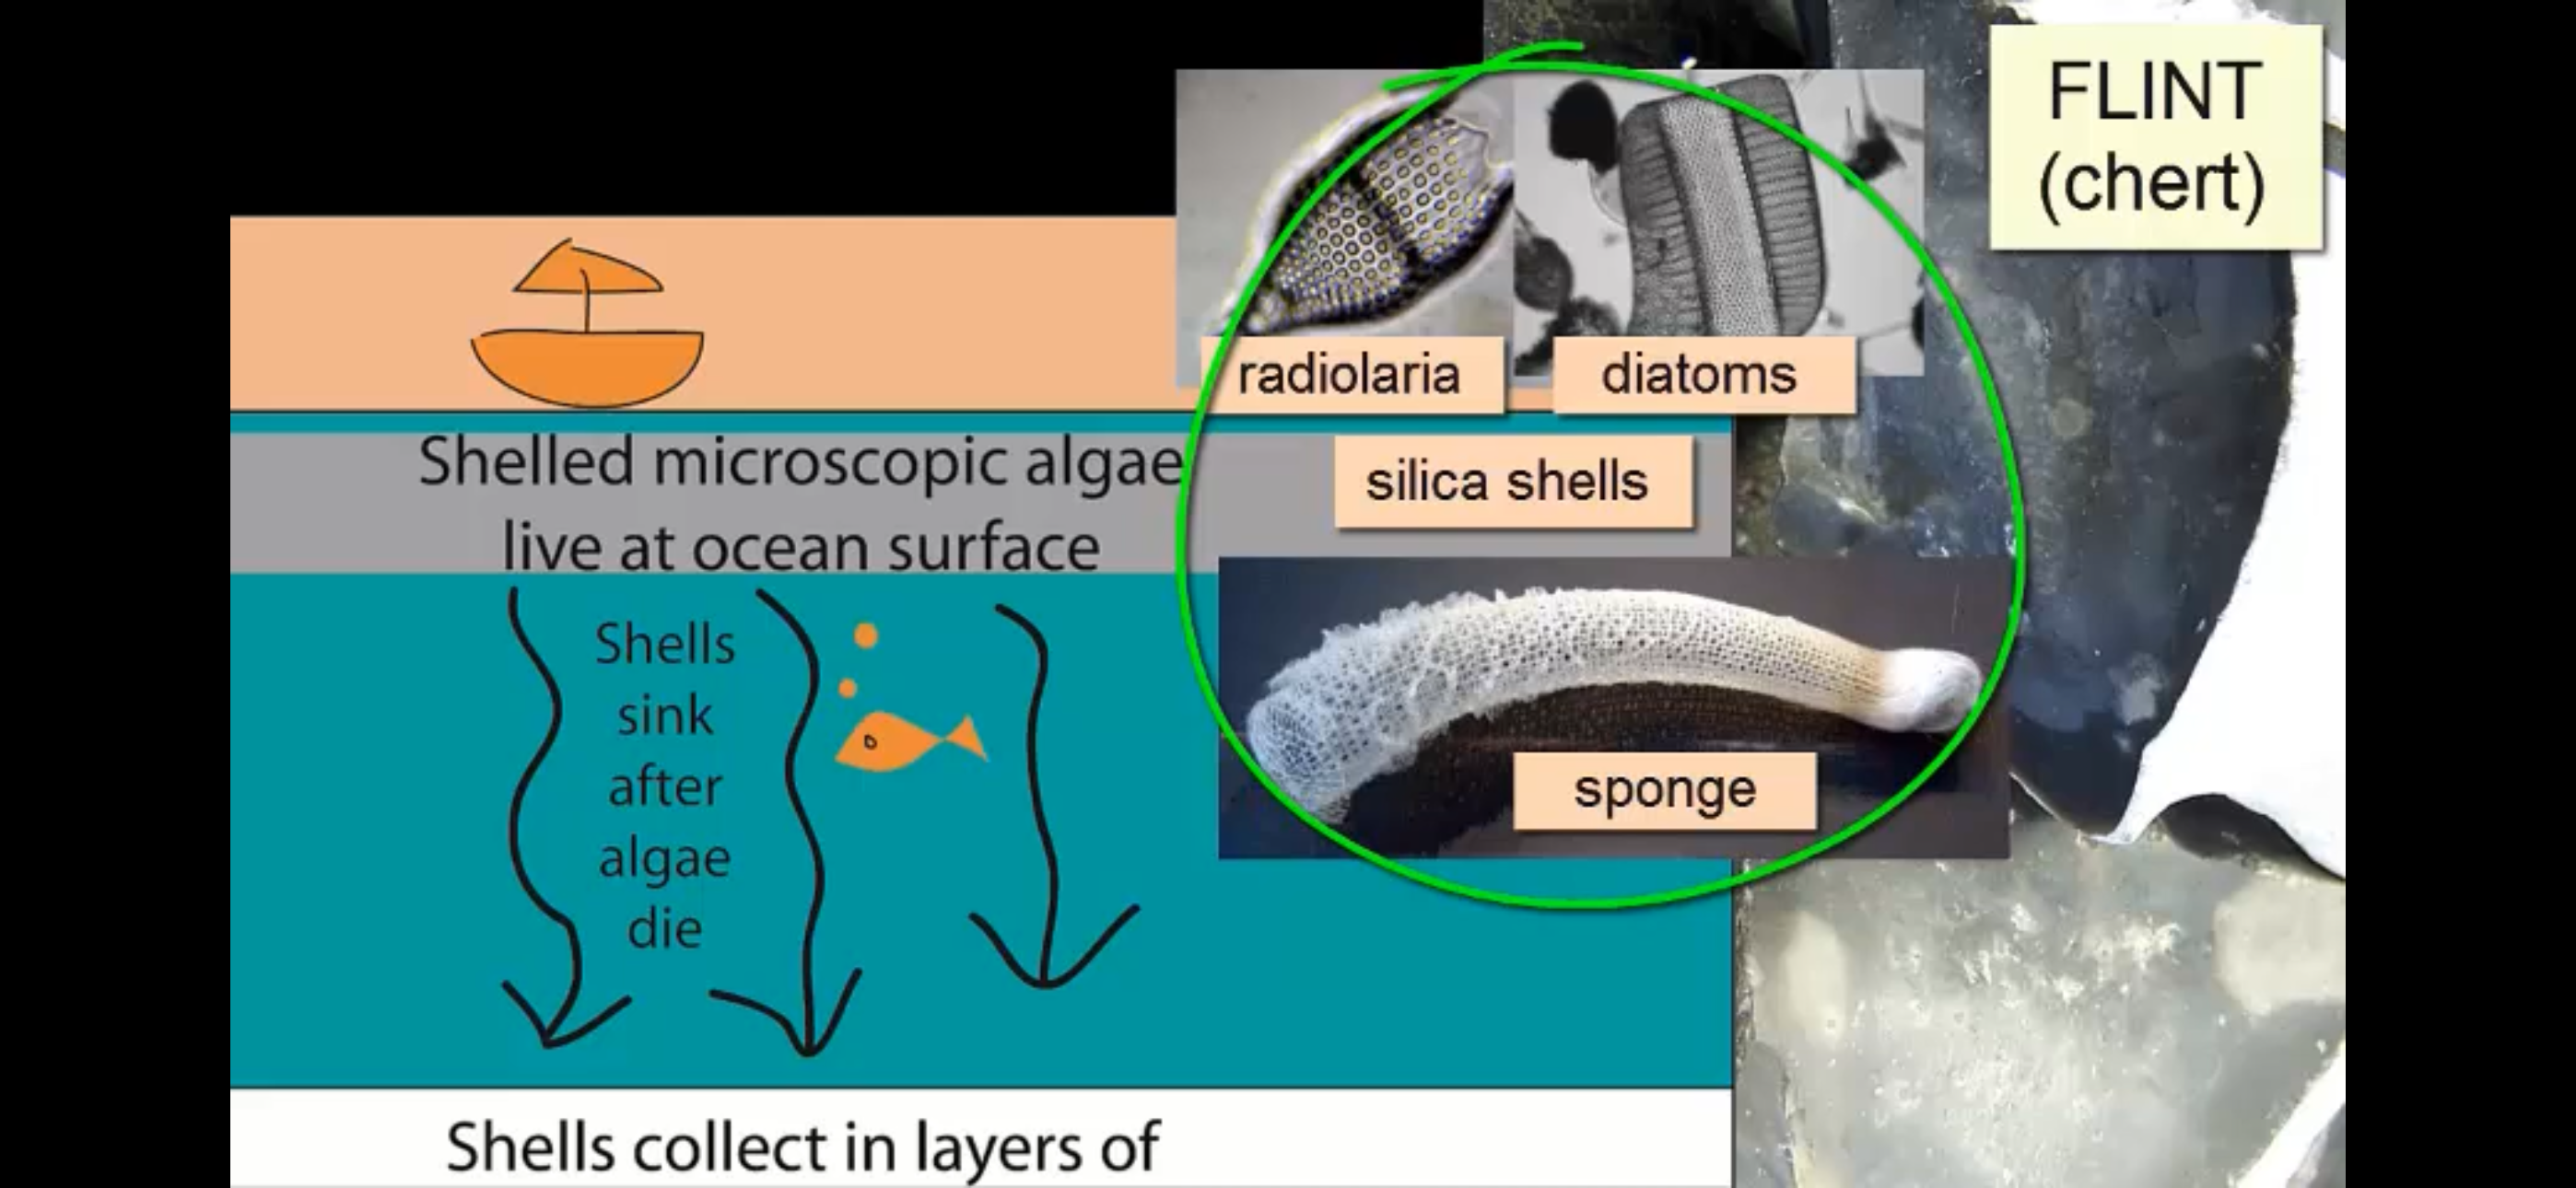 FLINT
(chert)
radiolaria
diatoms
Shelled microscopic algae
live at ocean surface
silica shells
Shells
sink
after
algae
die
sponge
Shells collect in layers of